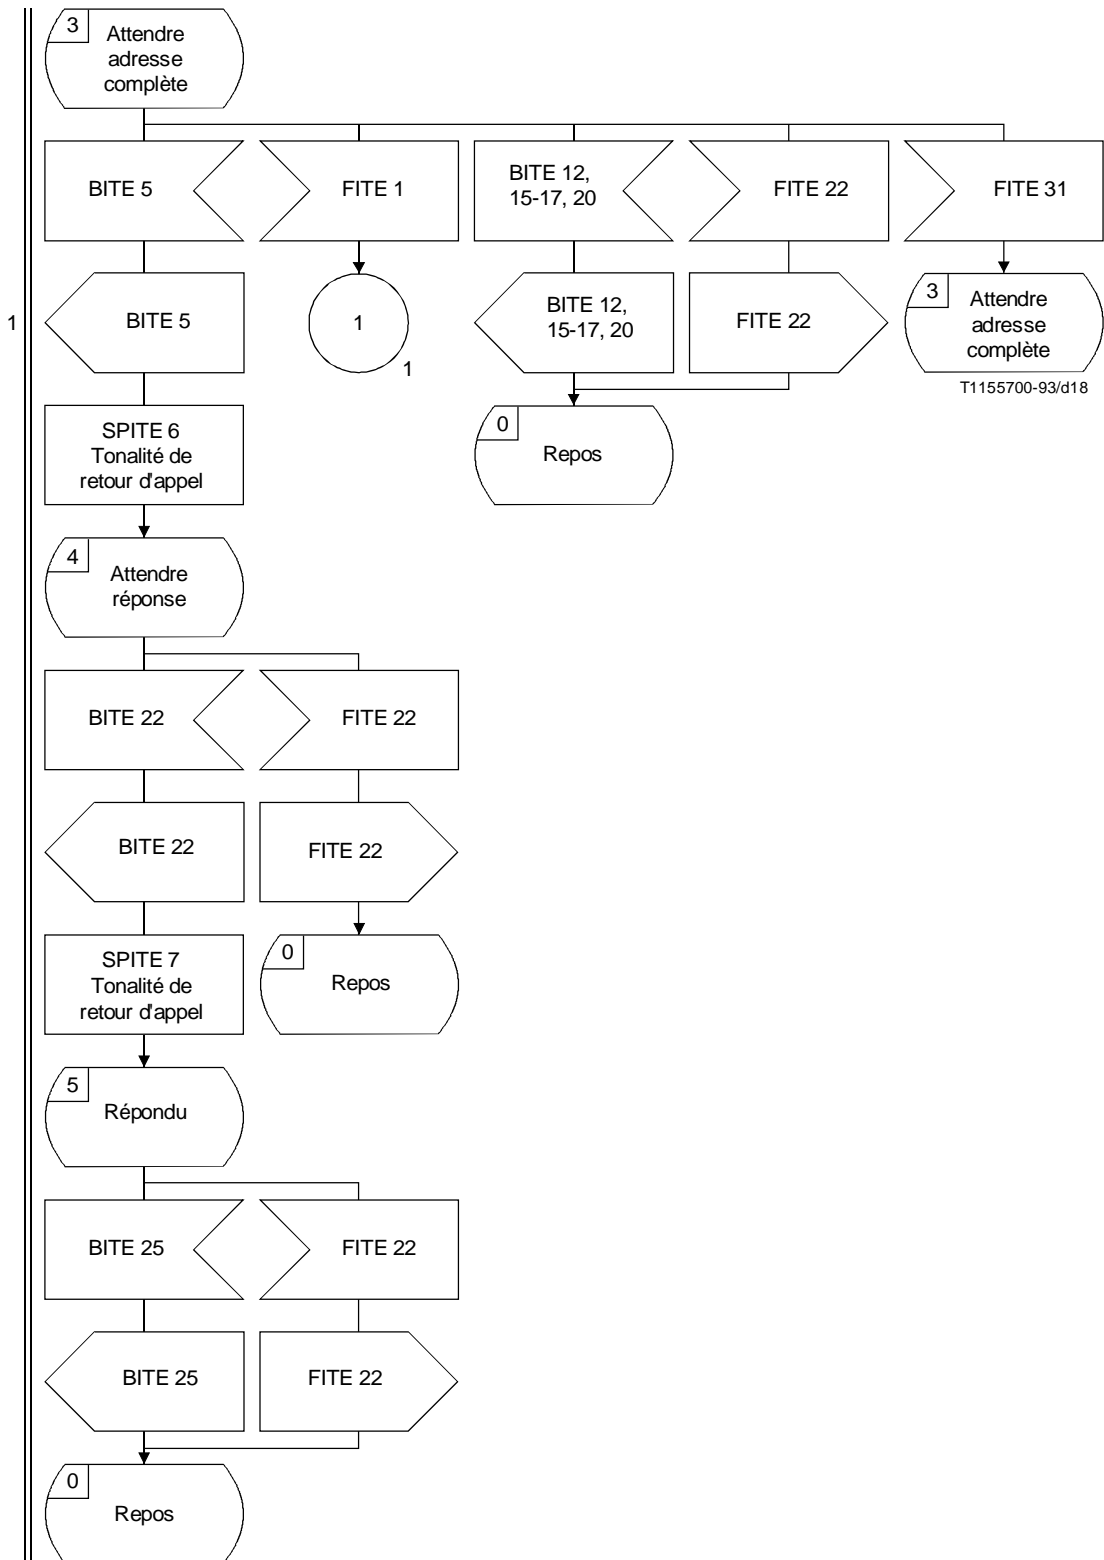 3
Attendre
adresse
complète
BITE 5
FITE 1
BITE 12,
15-17, 20
FITE 22
FITE 31
1
BITE 5
1
1
BITE 12,
15-17, 20
FITE 22
3
Attendre
adresse
complète
T1155700-93/d18
SPITE 6
Tonalité de
retour d'appel
0
Repos
4
Attendre
réponse
BITE 22
FITE 22
BITE 22
FITE 22
SPITE 7
Tonalité de
retour d'appel
0
Repos
5
Répondu
BITE 25
FITE 22
BITE 25
FITE 22
0
Repos